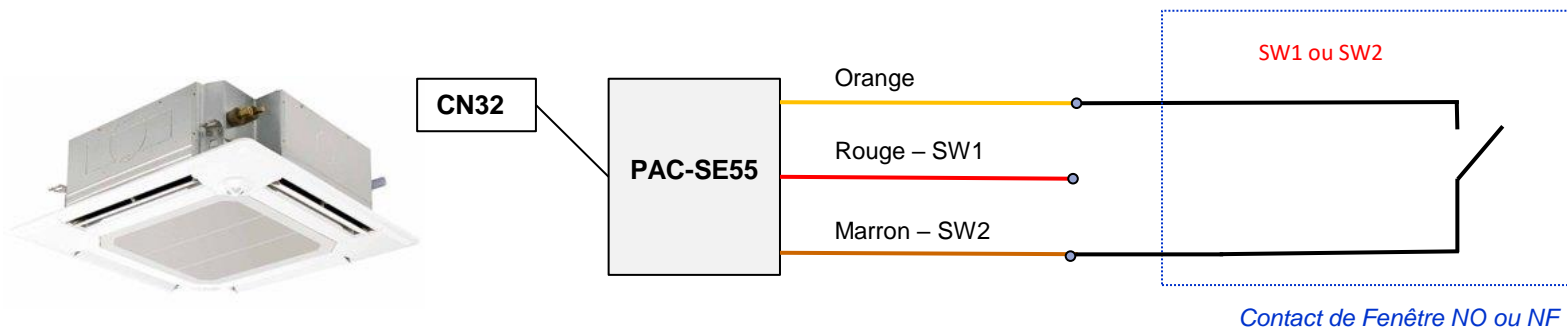 SW1 ou SW2
Orange
CN32
Rouge – SW1
PAC-SE55
Marron – SW2
Contact de Fenêtre NO ou NF